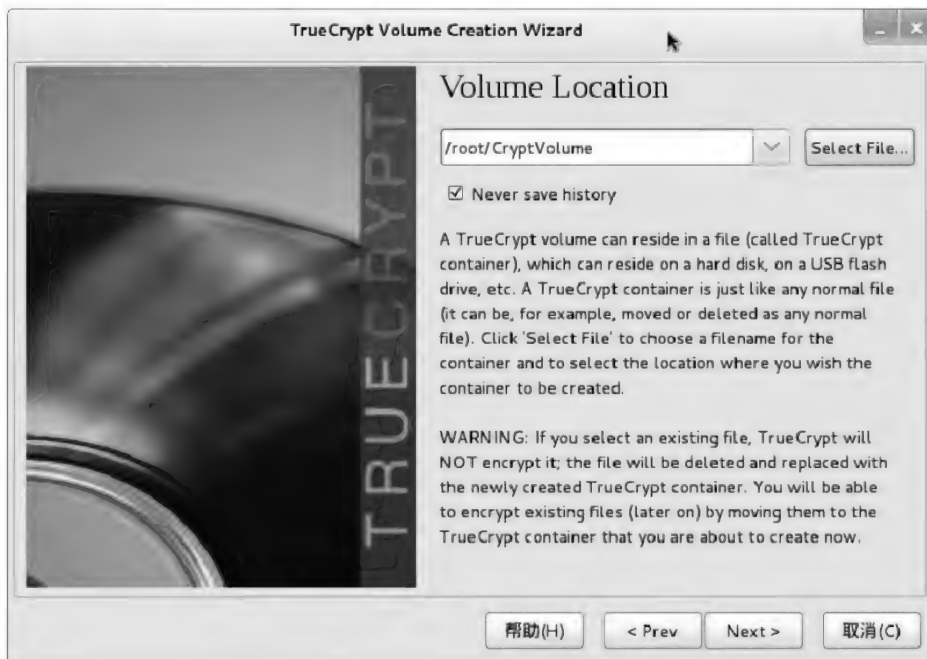 TrueCrypt Volume Creation Wizard
Volume Location
/root/CryptVolume
Select File...
Never save history
A TrueCrypt volume can reside in a file (called TrueCrypt
container), which can reside on a hard disk, on a USB flash
drive, etc. A TrueCrypt container is just like any normal file
(it can be, for example, moved or deleted as any normal
file). Click 'Select File' to choose a filename for the
container and to select the location where you wish the
container to be created.
WARNING: If you select an existing file, TrueCrypt will
NOT encrypt it; the file will be deleted and replaced with
the newly created TrueCrypt container. You will be able
to encrypt existing files (later on) by moving them to the
TrueCrypt container that you are about to create now.
TRUECRYPT
帮助(H)
< Prev
Next >
取消(C)